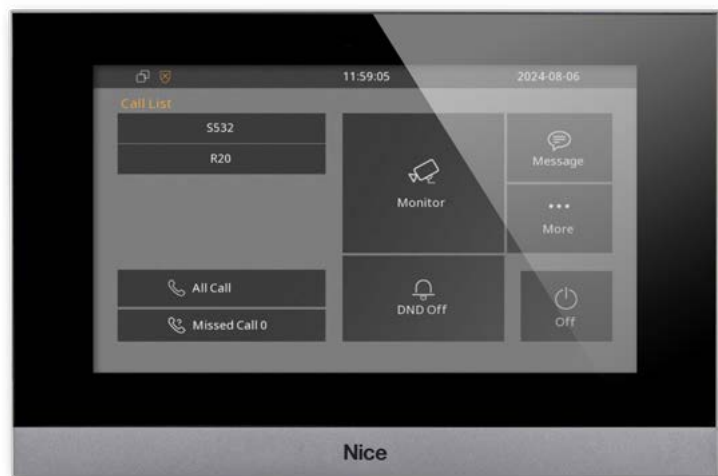 11:59:05
2024-08-06
Call List
S532
R20
Monitor
Message
More
All Call
Missed Call 0
DND Off
Off
Nice